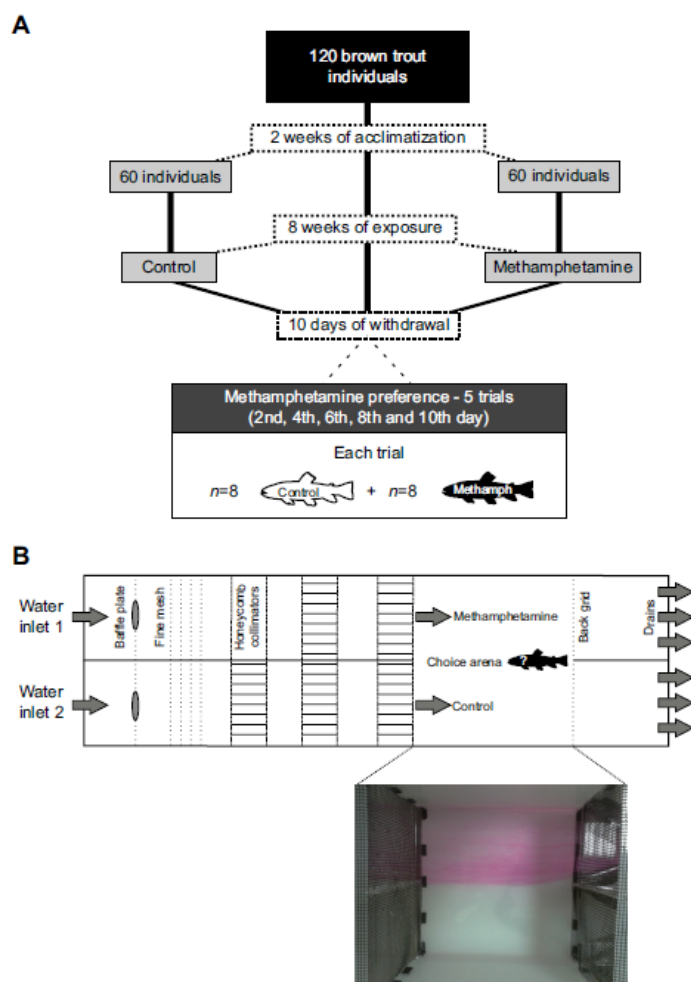 A
120 brown trout
individuals
2 weeks of acclimatization
60 individuals
60 individuals
8 weeks of exposure
Control
Methamphetamine
10 days of withdrawal
Methamphetamine preference - 5 trials
(2nd, 4th, 6th, 8th and 10th day)
Each trial
n=8 Control + n=8 Methamph
B
Water
inlet 1
Baffle plate
Fine mesh
Honeycomb
collimators
Methamphetamine
Back grid
Drains
Choice arena ?
Water
inlet 2
Control